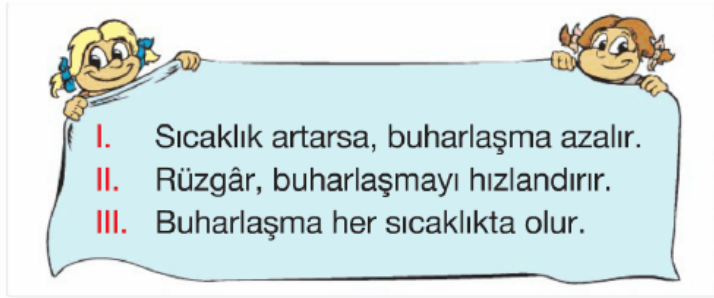 I. Sıcaklık artarsa, buharlaşma azalır.
II. Rüzgâr, buharlaşmayı hızlandırır.
III. Buharlaşma her sıcaklıkta olur.